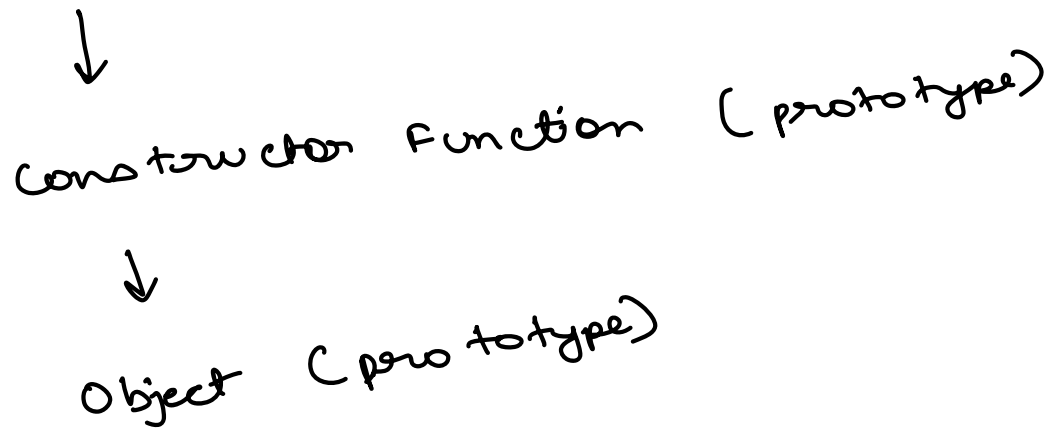 ↓
Constructor Function (prototype)
↓
Object (prototype)